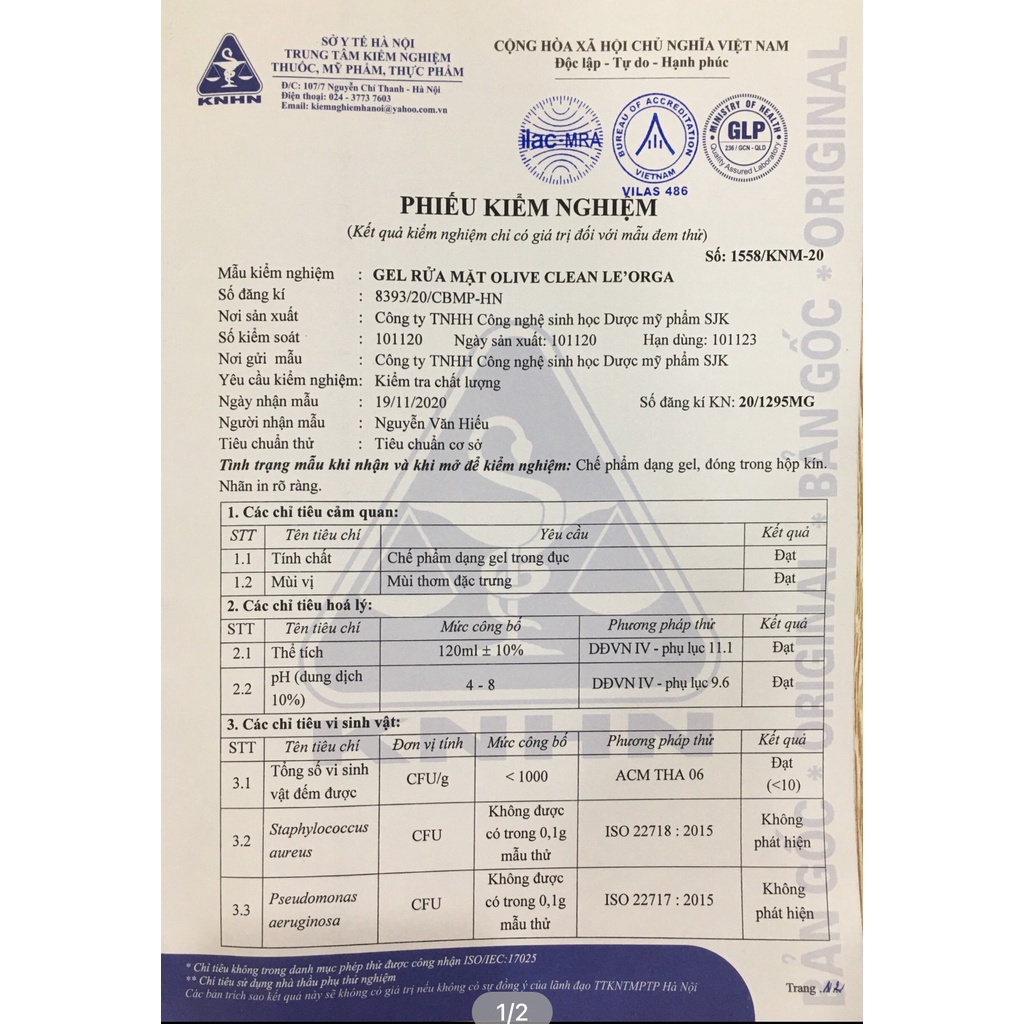 SỞ Y TẾ HÀ NỘI
TRUNG TÂM KIỂM NGHIỆM
THUỐC, MỸ PHẨM, THỰC PHẨM
Đ/C: 107/7 Nguyễn Chí Thanh - Hà Nội
Điện thoại: 024 - 3773 7603
Email: kiemnghiemhanoi@yahoo.com.vn
KNHN
CỘNG HÒA XÃ HỘI CHỦ NGHĨA VIỆT NAM
Độc lập - Tự do - Hạnh phúc
ilac-MRA
BUREAU OF ACCREDITATION
VIETNAM
VILAS 486
MINISTRY OF HEALTH
GLP
236 / GCN - QLD
Quality Assured Laboratory
PHIẾU KIỂM NGHIỆM
(Kết quả kiểm nghiệm chỉ có giá trị đối với mẫu đem thử)
Số: 1558/KNM-20
Mẫu kiểm nghiệm : GEL RỬA MẶT OLIVE CLEAN LE'ORGA
Số đăng kí : 8393/20/CBMP-HN
Nơi sản xuất : Công ty TNHH Công nghệ sinh học Dược mỹ phẩm SJK
Số kiểm soát : 101120 Ngày sản xuất: 101120 Hạn dùng: 101123
Nơi gửi mẫu : Công ty TNHH Công nghệ sinh học Dược mỹ phẩm SJK
Yêu cầu kiểm nghiệm: Kiểm tra chất lượng
Ngày nhận mẫu : 19/11/2020 Số đăng kí KN: 20/1295MG
Người nhận mẫu : Nguyễn Văn Hiếu
Tiêu chuẩn thử : Tiêu chuẩn cơ sở
Tình trạng mẫu khi nhận và khi mở để kiểm nghiệm: Chế phẩm dạng gel, đóng trong hộp kín.
Nhãn in rõ ràng.
1. Các chỉ tiêu cảm quan:
STT Tên tiêu chí Yêu cầu Kết quả
1.1 Tính chất Chế phẩm dạng gel trong đục Đạt
1.2 Mùi vị Mùi thơm đặc trưng Đạt
2. Các chỉ tiêu hoá lý:
STT Tên tiêu chí Mức công bố Phương pháp thử Kết quả
2.1 Thể tích 120ml ± 10% DĐVN IV - phụ lục 11.1 Đạt
2.2 pH (dung dịch 10%) 4 - 8 DĐVN IV - phụ lục 9.6 Đạt
3. Các chỉ tiêu vi sinh vật:
STT Tên tiêu chí Đơn vị tính Mức công bố Phương pháp thử Kết quả
3.1 Tổng số vi sinh vật đếm được CFU/g < 1000 ACM THA 06 Đạt (<10)
3.2 Staphylococcus aureus CFU Không được có trong 0,1g mẫu thử ISO 22718 : 2015 Không phát hiện
3.3 Pseudomonas aeruginosa CFU Không được có trong 0,1g mẫu thử ISO 22717 : 2015 Không phát hiện
KNHN
BẢN GỐC * ORIGINAL * BẢN GỐC * ORIGINAL
* Chỉ tiêu không trong danh mục phép thử được công nhận ISO/IEC:17025
** Chỉ tiêu sử dụng nhà thầu phụ thử nghiệm
Các bản trích sao kết quả này sẽ không có giá trị nếu không có sự đồng ý của lãnh đạo TTKNTMPTP Hà Nội
Trang
1/2